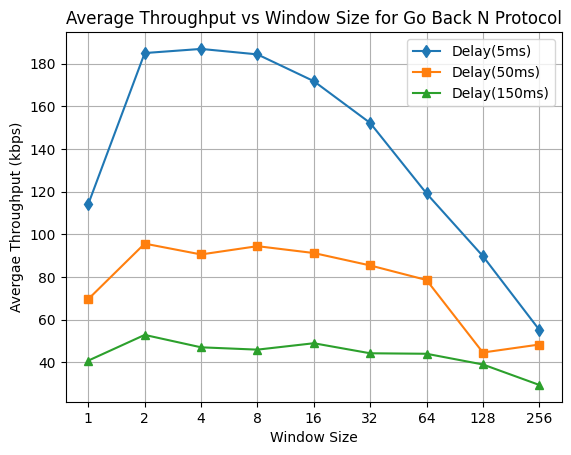 Average Throughput vs Window Size for Go Back N Protocol
Delay(5ms)
Delay(50ms)
Delay(150ms)
Avergae Throughput (kbps)
180
160
140
120
100
80
60
40
1 2 4 8 16 32 64 128 256
Window Size